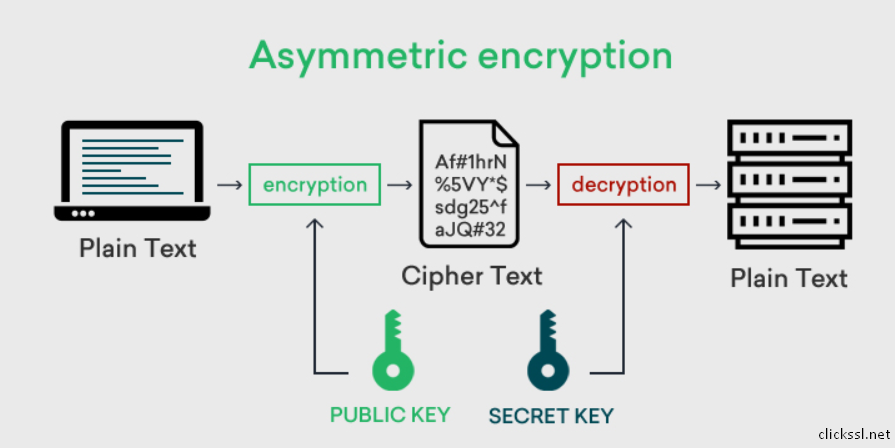 Asymmetric encryption
Plain Text
encryption
Af#1hrN
%5VY*$
sdg25^f
aJQ#32
Cipher Text
decryption
Plain Text
PUBLIC KEY
SECRET KEY
clickssl.net